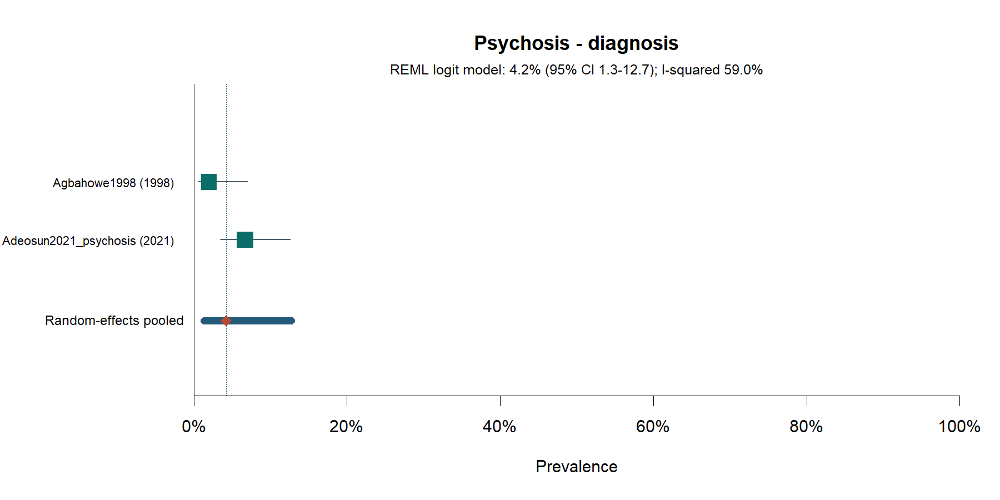 Psychosis - diagnosis
REML logit model: 4.2% (95% CI 1.3-12.7); I-squared 59.0%
Agbahowe1998 (1998)
Adeosun2021_psychosis (2021)
Random-effects pooled
0% 20% 40% 60% 80% 100%
Prevalence